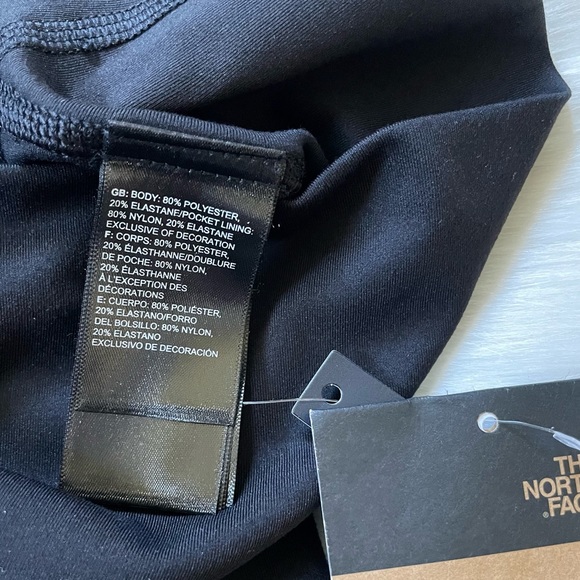 GB: BODY: 80% POLYESTER,
20% ELASTANE/POCKET LINING:
80% NYLON, 20% ELASTANE
EXCLUSIVE OF DECORATION
F: CORPS: 80% POLYESTER,
20% ÉLASTHANNE/DOUBLURE
DE POCHE: 80% NYLON,
20% ÉLASTHANNE
À L'EXCEPTION DES
DÉCORATIONS
E: CUERPO: 80% POLIÉSTER,
20% ELASTANO/FORRO
DEL BOLSILLO: 80% NYLON,
20% ELASTANO
EXCLUSIVO DE DECORACIÓN
TH
NORT
FAC